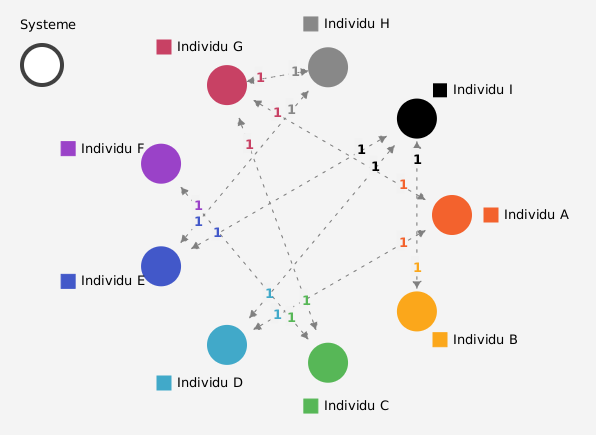 Systeme
Individu H
Individu G
1 1
Individu I
1 1
1
Individu F
1
1
1
1
1
1
Individu A
1
1
1
1
Individu E
1
1
1
1 1
Individu B
Individu D
Individu C